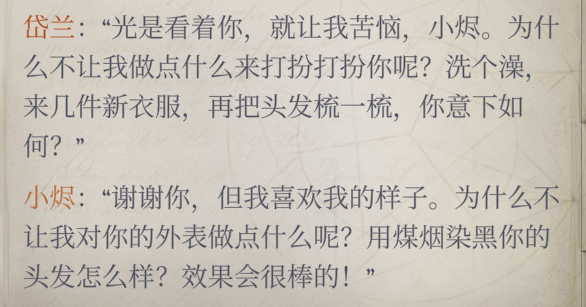 岱兰：“光是看着你，就让我苦恼，小烬。为什
么不让我做点什么来打扮打扮你呢？洗个澡，
来几件新衣服，再把头发梳一梳，你意下如
何？”
小烬：“谢谢你，但我喜欢我的样子。为什么不
让我对你的外表做点什么呢？用煤烟染黑你的
头发怎么样？效果会很棒的！”